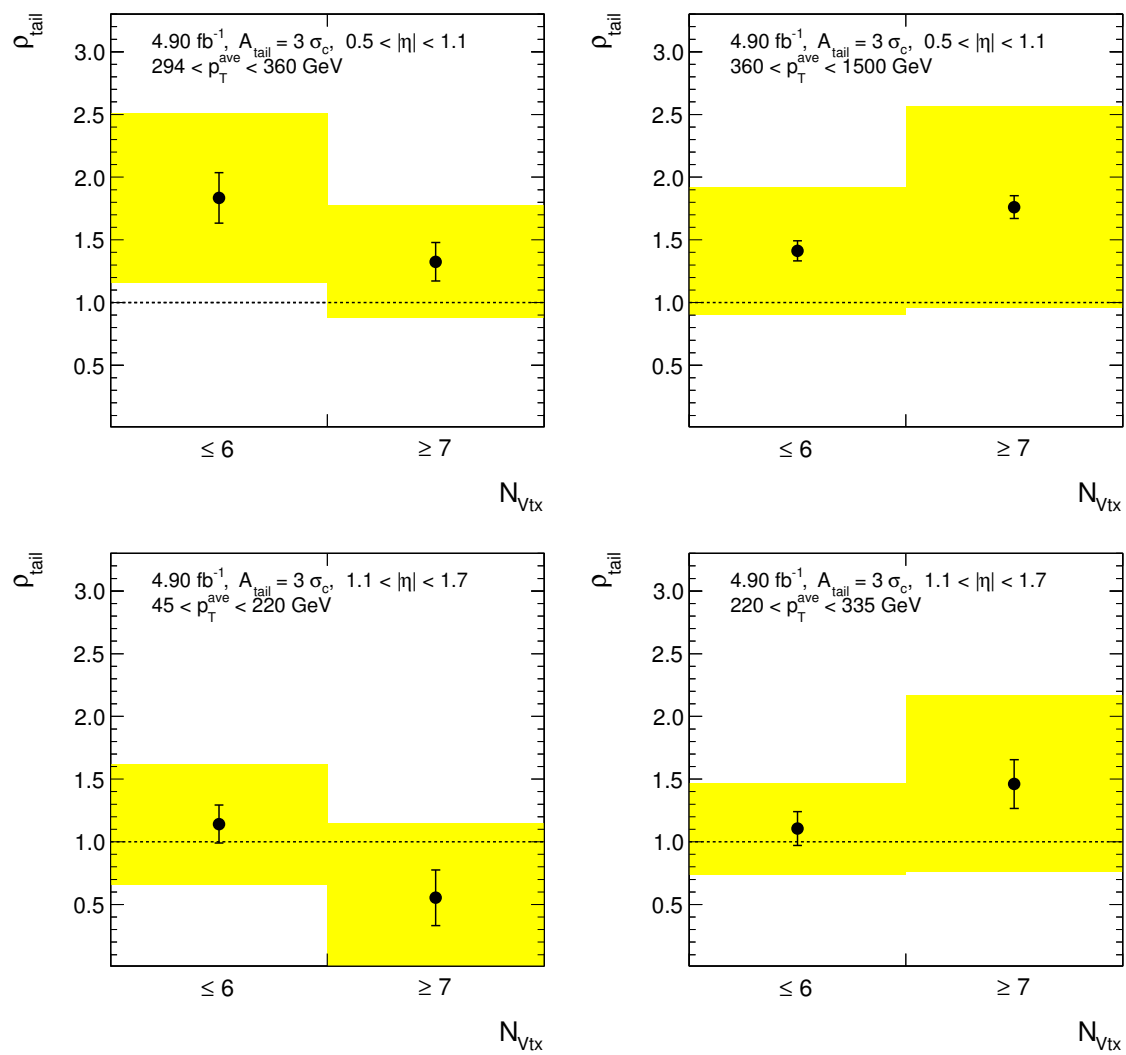 ρtail
4.90 fb-1, Atail = 3 σc, 0.5 < |η| < 1.1
294 < pTave < 360 GeV
3.0
2.5
2.0
1.5
1.0
0.5
≤ 6 ≥ 7
NVtx
ρtail
4.90 fb-1, Atail = 3 σc, 0.5 < |η| < 1.1
360 < pTave < 1500 GeV
3.0
2.5
2.0
1.5
1.0
0.5
≤ 6 ≥ 7
NVtx
ρtail
4.90 fb-1, Atail = 3 σc, 1.1 < |η| < 1.7
45 < pTave < 220 GeV
3.0
2.5
2.0
1.5
1.0
0.5
≤ 6 ≥ 7
NVtx
ρtail
4.90 fb-1, Atail = 3 σc, 1.1 < |η| < 1.7
220 < pTave < 335 GeV
3.0
2.5
2.0
1.5
1.0
0.5
≤ 6 ≥ 7
NVtx